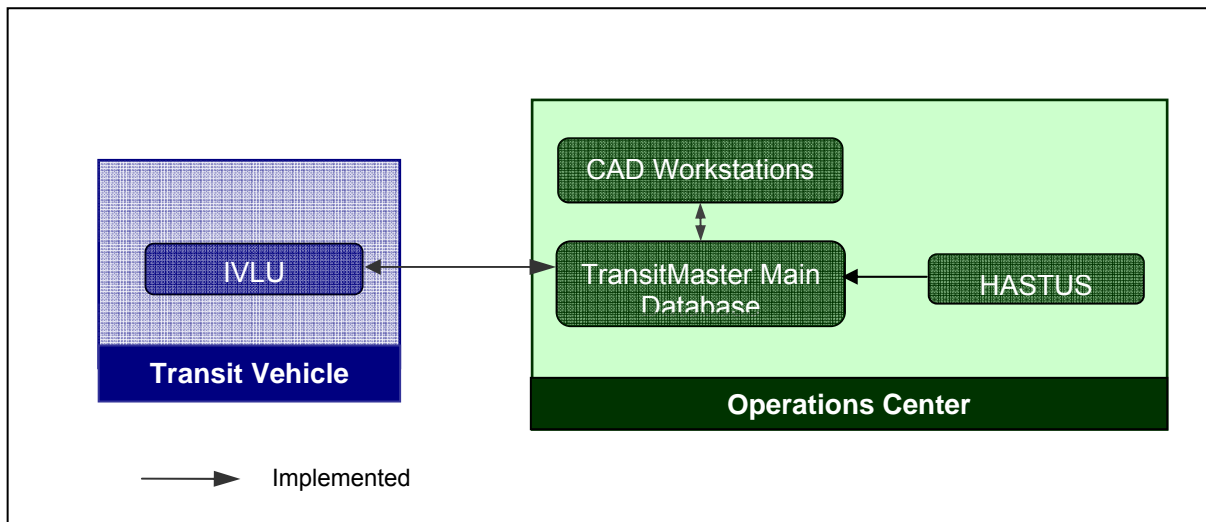 CAD Workstations
IVLU
TransitMaster Main
Database
HASTUS
Transit Vehicle
Operations Center
Implemented